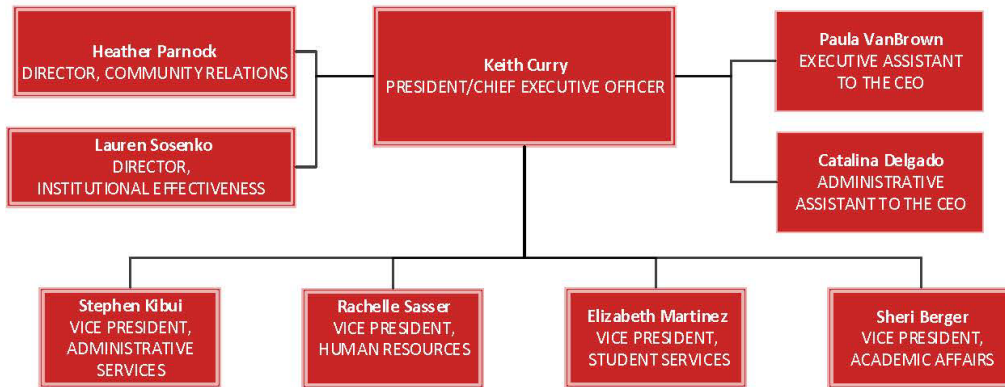 Heather Parnock
DIRECTOR, COMMUNITY RELATIONS
Keith Curry
PRESIDENT/CHIEF EXECUTIVE OFFICER
Paula VanBrown
EXECUTIVE ASSISTANT
TO THE CEO
Lauren Sosenko
DIRECTOR,
INSTITUTIONAL EFFECTIVENESS
Catalina Delgado
ADMINISTRATIVE
ASSISTANT TO THE CEO
Stephen Kibui
VICE PRESIDENT,
ADMINISTRATIVE
SERVICES
Rachelle Sasser
VICE PRESIDENT,
HUMAN RESOURCES
Elizabeth Martinez
VICE PRESIDENT,
STUDENT SERVICES
Sheri Berger
VICE PRESIDENT,
ACADEMIC AFFAIRS